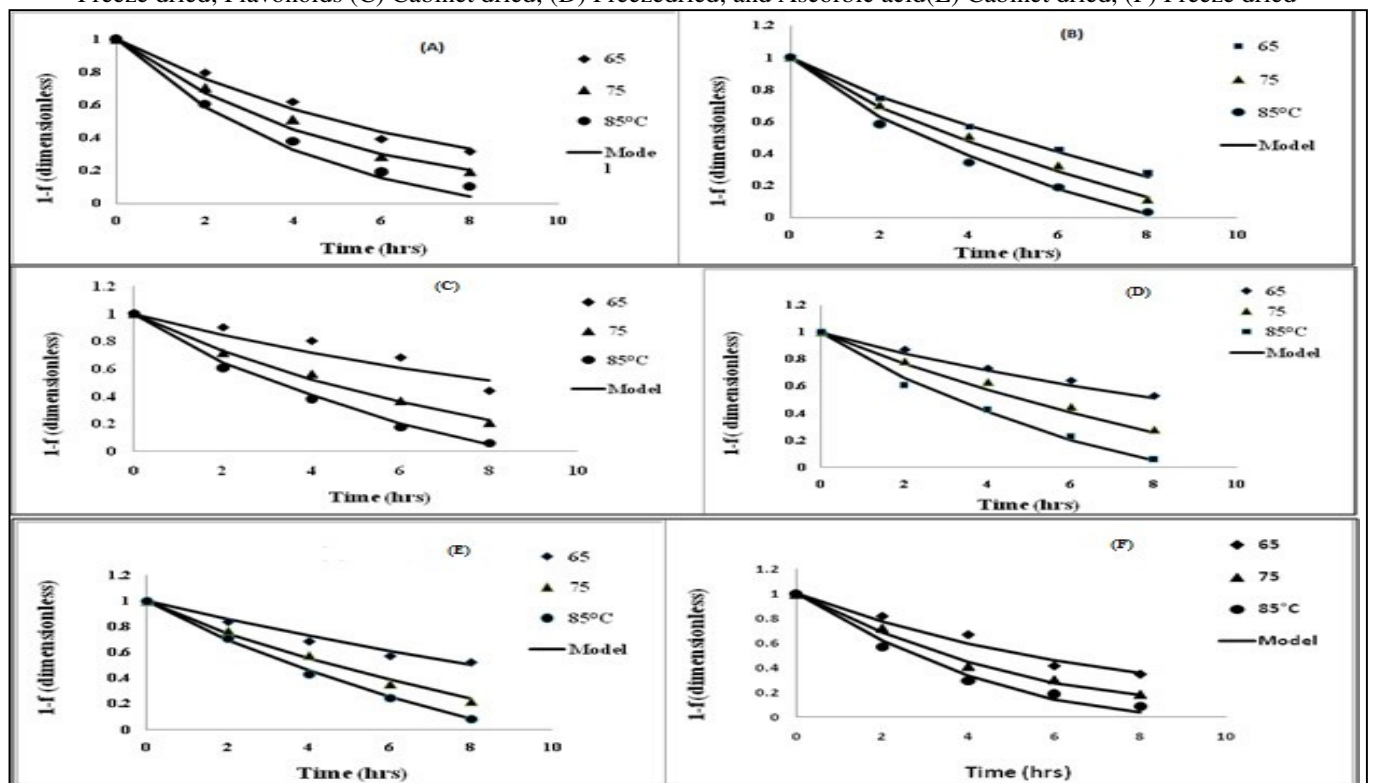 Freeze dried, Flavonoids (C) Cabinet dried, (D) Freezedried, and Ascorbic acid(E) Cabinet dried, (F) Freeze dried
(A)
1
0.8
0.6
0.4
0.2
0
0 2 4 6 8 10
1-f (dimensionless)
Time (hrs)
65
75
85°C
Mode
l
(B)
1.2
1
0.8
0.6
0.4
0.2
0
0 2 4 6 8 10
1-f (dimensionless)
Time (hrs)
65
75
85°C
Model
(C)
1.2
1
0.8
0.6
0.4
0.2
0
0 2 4 6 8 10
1-f (dimensionless)
Time (hrs)
65
75
85°C
Model
(D)
1.2
1
0.8
0.6
0.4
0.2
0
0 2 4 6 8 10
1-f( dimensionless)
Time (hrs)
65
75
85°C
Model
(E)
1.2
1
0.8
0.6
0.4
0.2
0
0 2 4 6 8 10
1-f (dimensionless)
Time (hrs)
65
75
85°C
Model
(F)
1.2
1
0.8
0.6
0.4
0.2
0
0 2 4 6 8 10
1-f(dimensionless)
Time (hrs)
65
75
85°C
Model